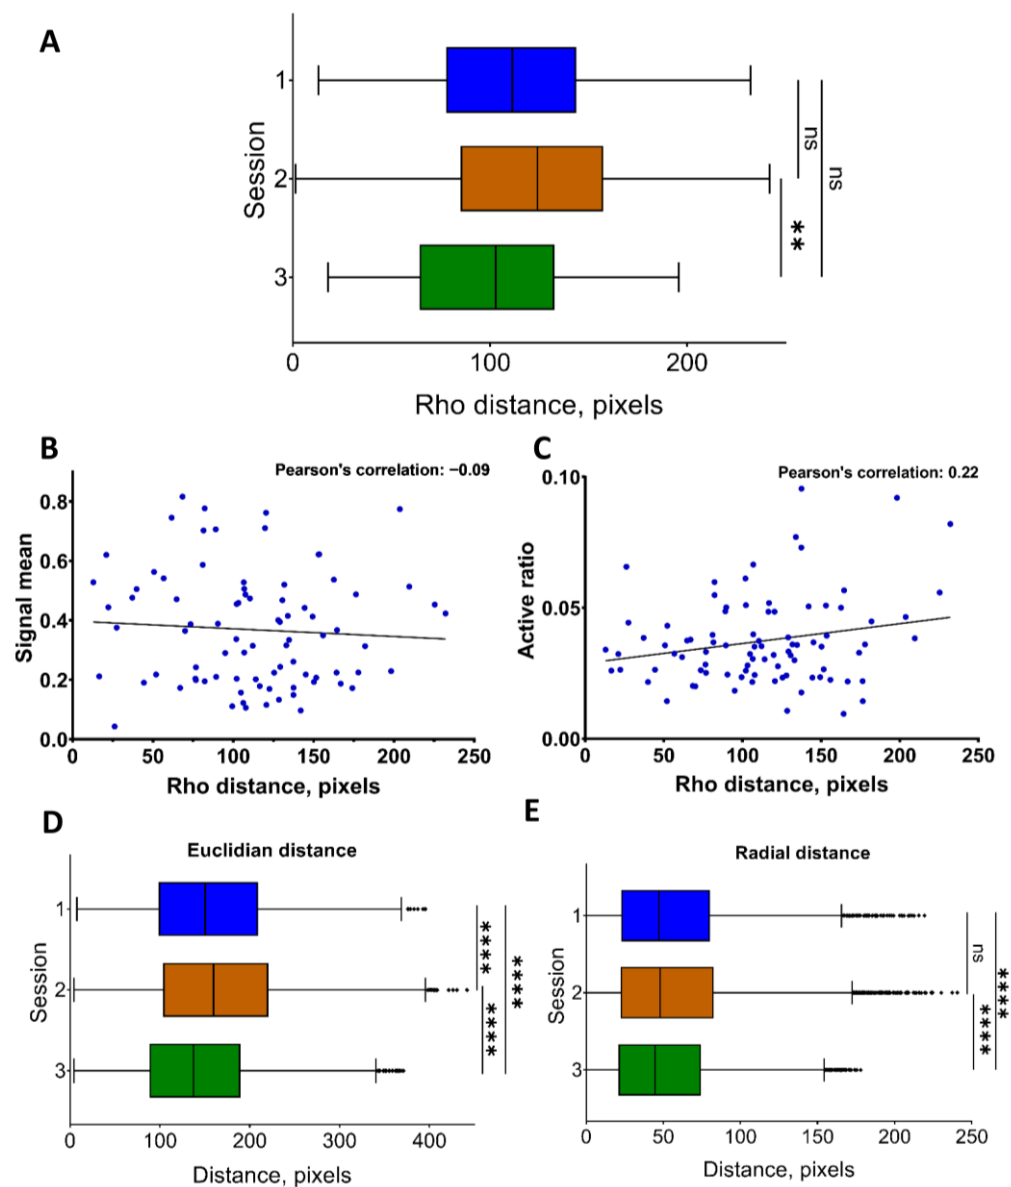 A
1
2
3
Session
ns
ns
**
0
100
200
Rho distance, pixels
B
Pearson's correlation: −0.09
0.8
0.6
0.4
0.2
0.0
Signal mean
0
50
100
150
200
250
Rho distance, pixels
C
Pearson's correlation: 0.22
0.10
0.05
0.00
Active ratio
0
50
100
150
200
250
Rho distance, pixels
D
Euclidian distance
1
2
3
Session
****
****
****
0
100
200
300
400
Distance, pixels
E
Radial distance
1
2
3
Session
ns
****
****
0
50
100
150
200
250
Distance, pixels